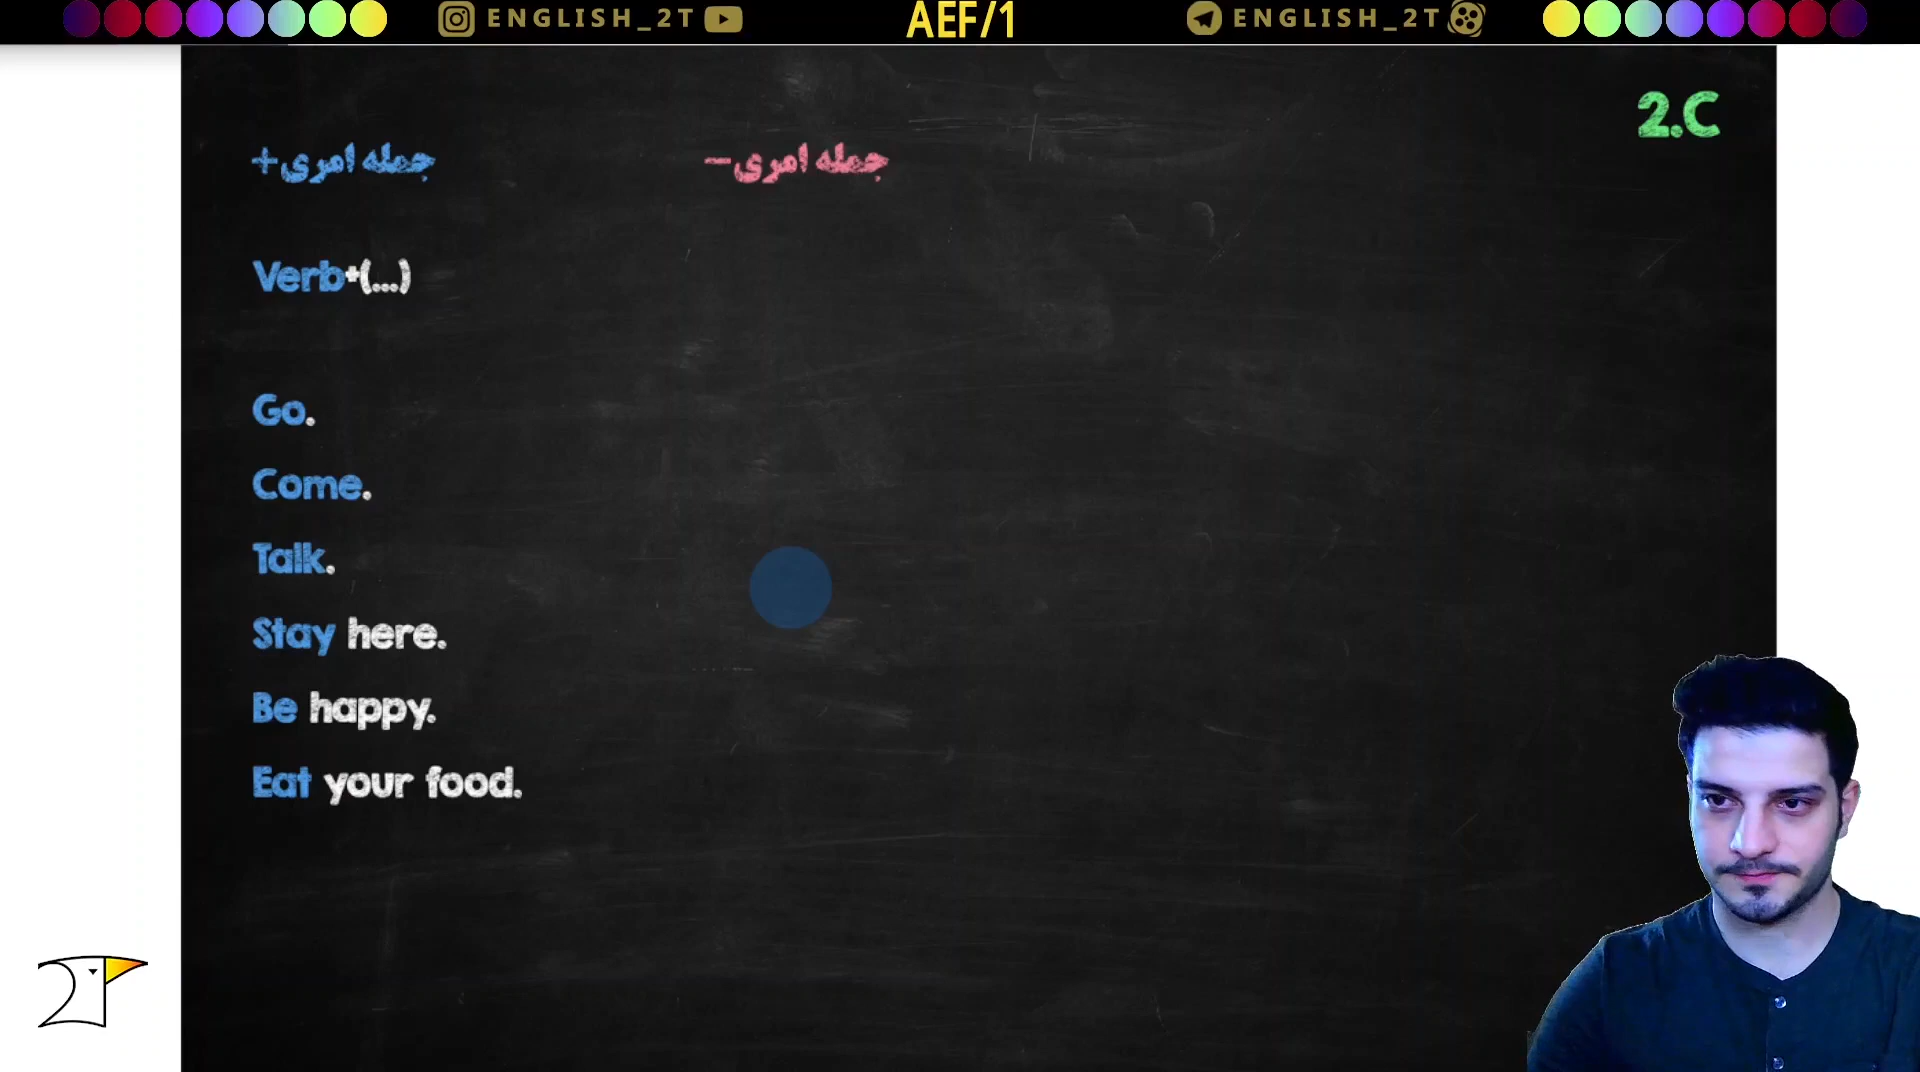 ENGLISH_2T AEF/1 ENGLISH_2T
2.C
+جمله امری
-جمله امری
Verb+(...)
Go.
Come.
Talk.
Stay here.
Be happy.
Eat your food.
2T